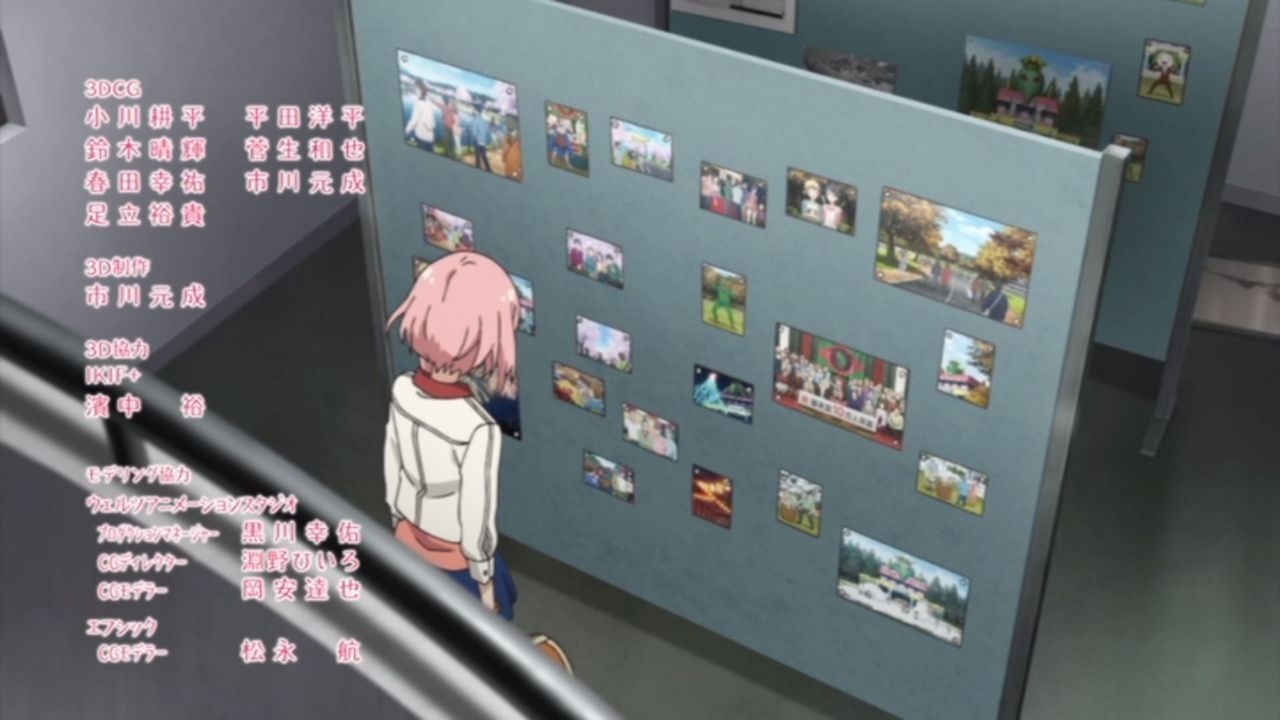 3DCG
小川耕平 平田洋平
鈴木晴輝 菅生和也
春田幸祐 市川元成
足立裕貴
3D制作
市川元成
3D協力
IKIF+
濱中 裕
モデリング協力
ウェルツアニメーションスタジオ
プロダクションマネージャー 黒川幸佑
CGディレクター 淵野ひいろ
CGモデラー 岡安達也
エフシック
CGモデラー 松永 航